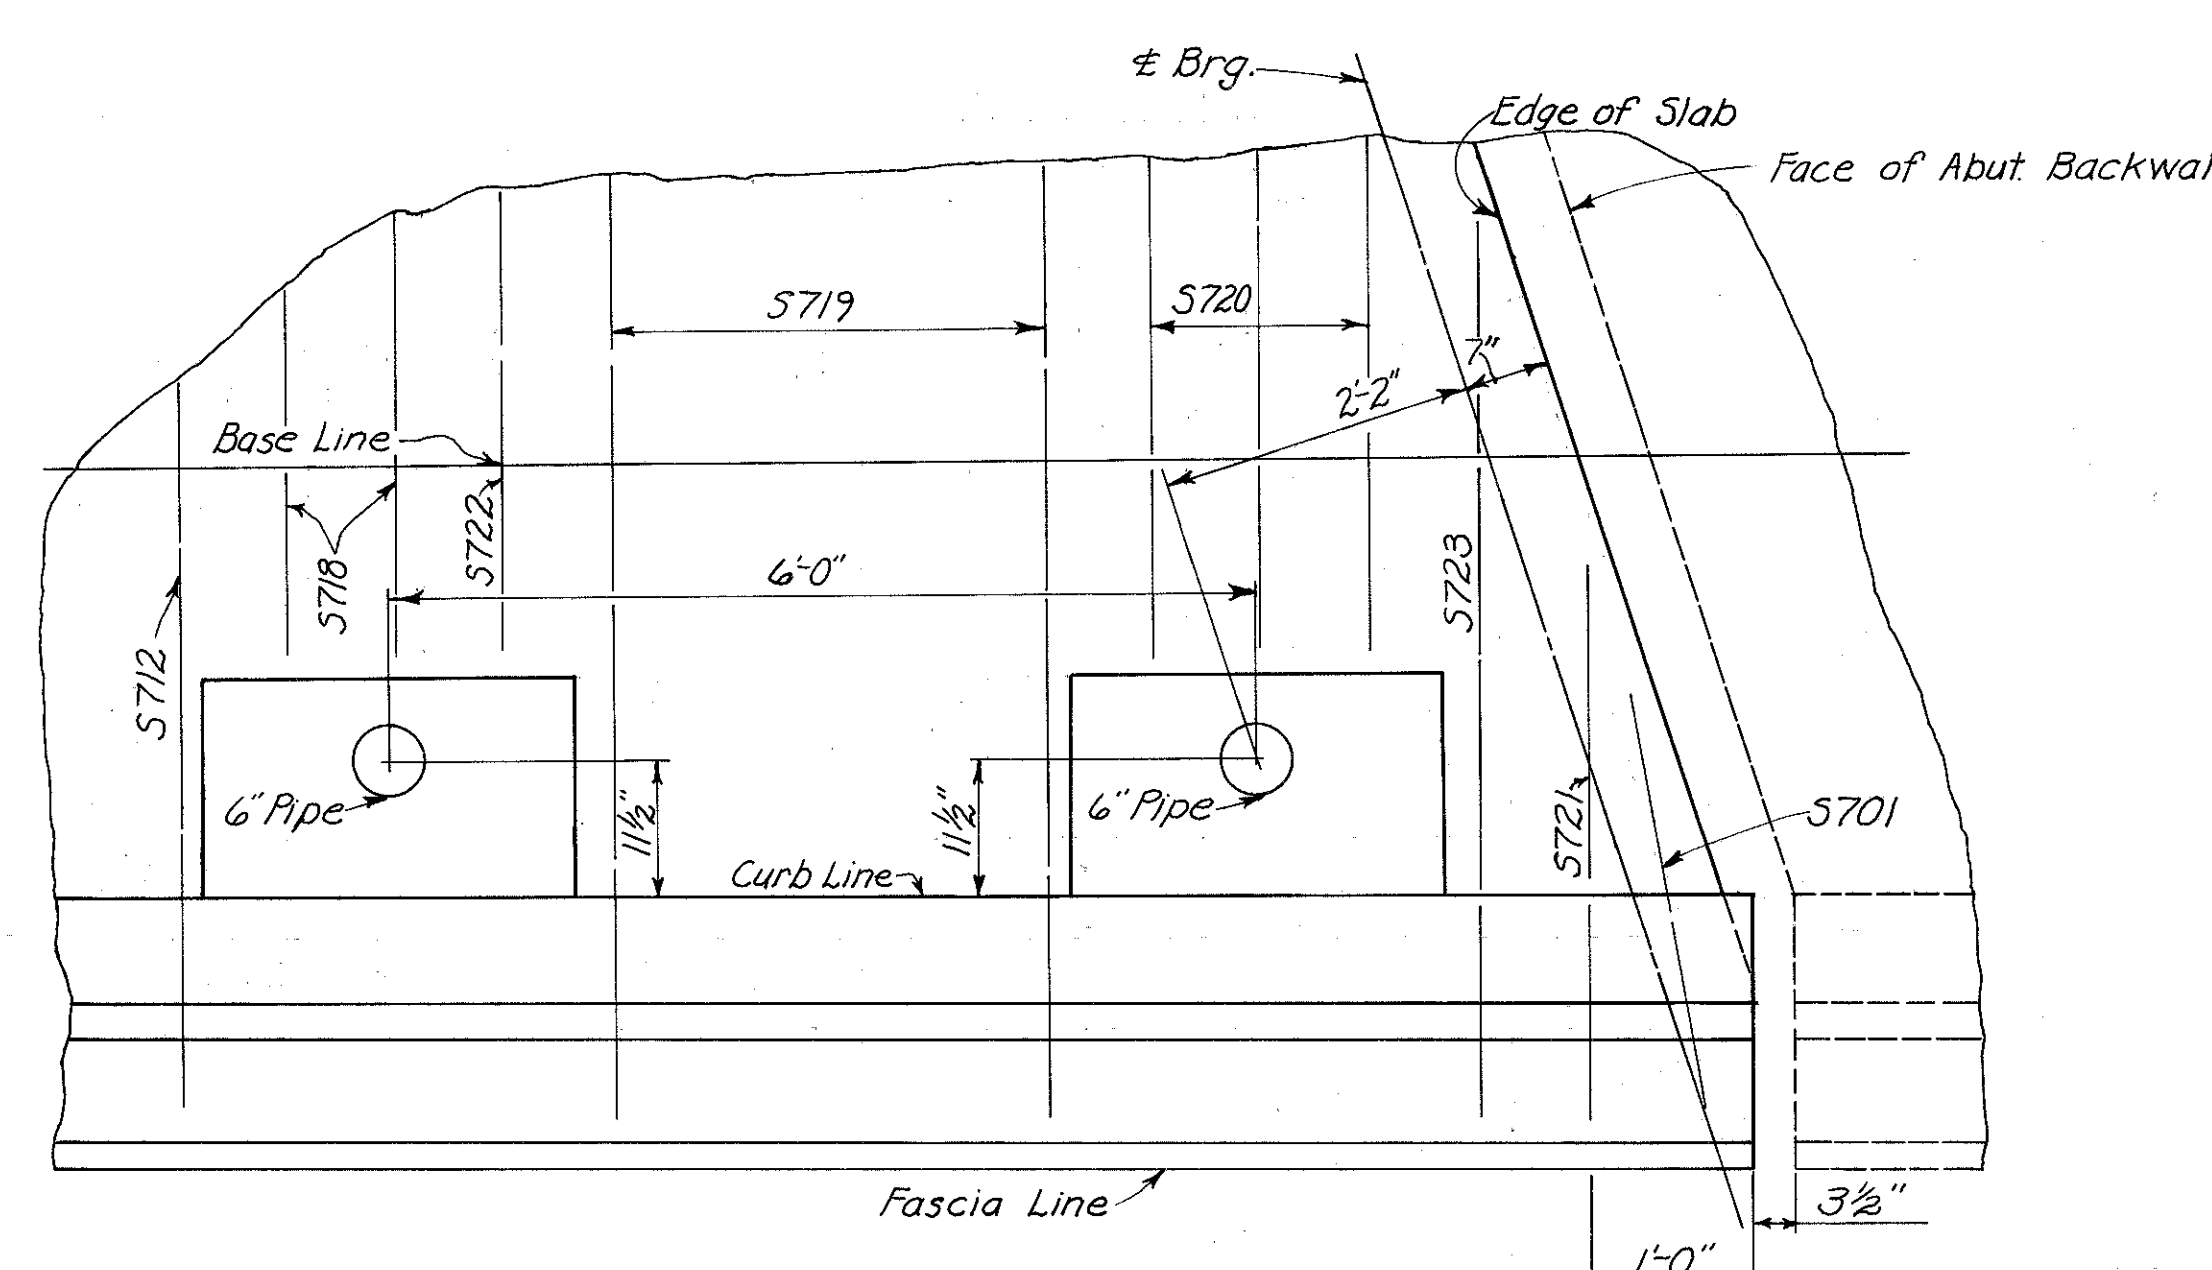 ℄ Brg.
Edge of Slab
Face of Abut. Backwal
S719
S720
7"
2'-2"
Base Line
S722
S718
6'-0"
S723
S712
6" Pipe
11½"
11½"
6" Pipe
S721
S701
Curb Line
Fascia Line
3½"
1'-0"